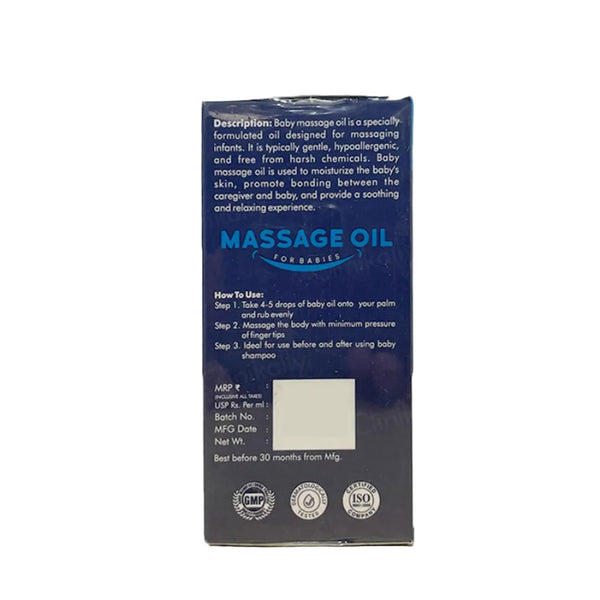 Description: Baby massage oil is a specially
formulated oil designed for massaging
infants. It is typically gentle, hypoallergenic,
and free from harsh chemicals. Baby
massage oil is used to moisturize the baby's
skin, promote bonding between the
caregiver and baby, and provide a soothing
and relaxing experience.
MASSAGE OIL
FOR BABIES
How To Use:
Step 1. Take 4-5 drops of baby oil onto your palm
and rub evenly
Step 2. Massage the body with minimum pressure
of finger tips
Step 3. Ideal for use before and after using baby
shampoo
MRP ₹ :
(INCLUSIVE ALL TAXES)
USP Rs. Per ml :
Batch No. :
MFG Date :
Net Wt. :
Best before 30 months from Mfg.
GMP
DERMATOLOGICALLY
TESTED
CERTIFIED
ISO
COMPANY